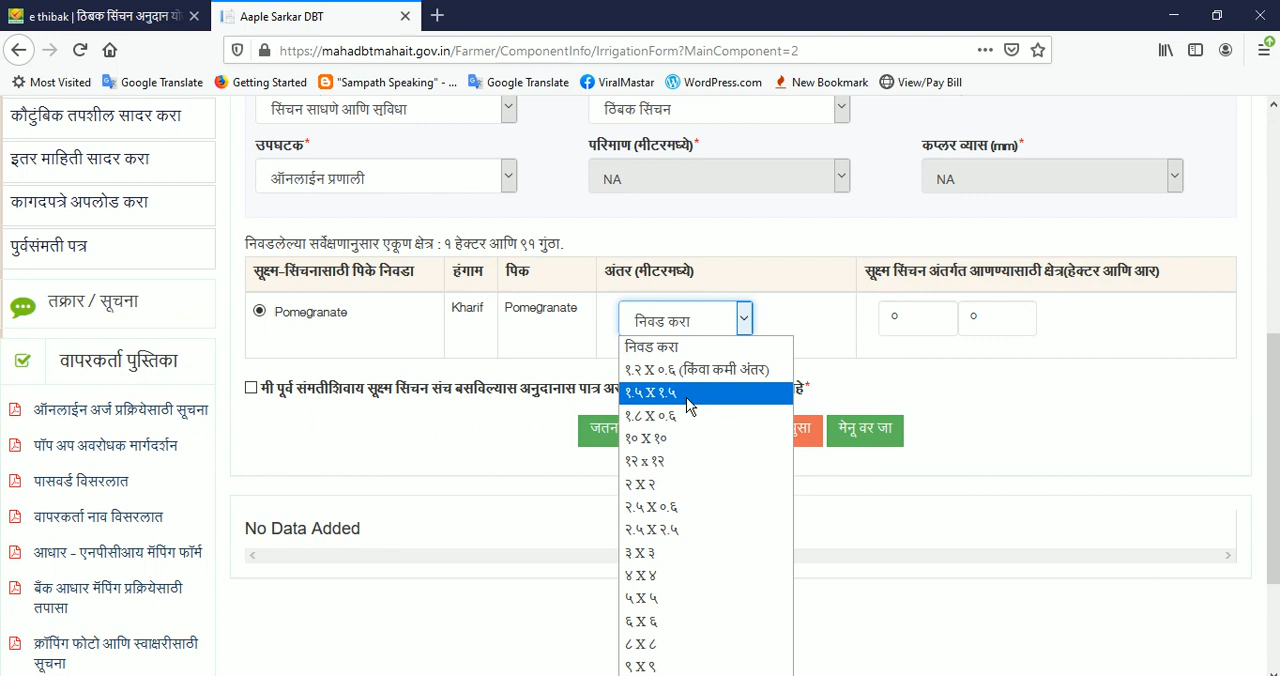 e thibak | ठिबक सिंचन अनुदान यो
Aaple Sarkar DBT
https://mahadbtmahait.gov.in/Farmer/ComponentInfo/IrrigationForm?MainComponent=2
Most Visited
Google Translate
Getting Started
"Sampath Speaking" - ...
Google Translate
ViralMastar
WordPress.com
New Bookmark
View/Pay Bill
कौटुंबिक तपशील सादर करा
इतर माहिती सादर करा
कागदपत्रे अपलोड करा
पुर्वसंमती पत्र
तक्रार / सूचना
वापरकर्ता पुस्तिका
ऑनलाईन अर्ज प्रक्रियेसाठी सूचना
पॉप अप अवरोधक मार्गदर्शन
पासवर्ड विसरलात
वापरकर्ता नाव विसरलात
आधार - एनपीसीआय मॅपिंग फॉर्म
बँक आधार मॅपिंग प्रक्रियेसाठी
तपासा
क्रॉपिंग फोटो आणि स्वाक्षरीसाठी
सूचना
सिंचन साधणे आणि सुविधा
ठिबक सिंचन
उपघटक*
परिमाण (मीटरमध्ये)*
कप्लर व्यास (mm)*
ऑनलाईन प्रणाली
NA
NA
निवडलेल्या सर्वेक्षणानुसार एकूण क्षेत्र : १ हेक्टर आणि ९१ गुंठा.
सूक्ष्म-सिंचनासाठी पिके निवडा
हंगाम
पिक
अंतर (मीटरमध्ये)
सूक्ष्म सिंचन अंतर्गत आणण्यासाठी क्षेत्र(हेक्टर आणि आर)
Pomegranate
Kharif
Pomegranate
निवड करा
०
०
निवड करा
१.२ X ०.६ (किंवा कमी अंतर)
१.५ X १.५
१.८ X ०.६
१० X १०
१२ x १२
२ X २
२.५ X ०.६
२.५ X २.५
३ X ३
४ X ४
५ X ५
६ X ६
८ X ८
९ X ९
मी पूर्व संमतीशिवाय सूक्ष्म सिंचन संच बसविल्यास अनुदानास पात्र
हे*
जतन
मेनू वर जा
No Data Added